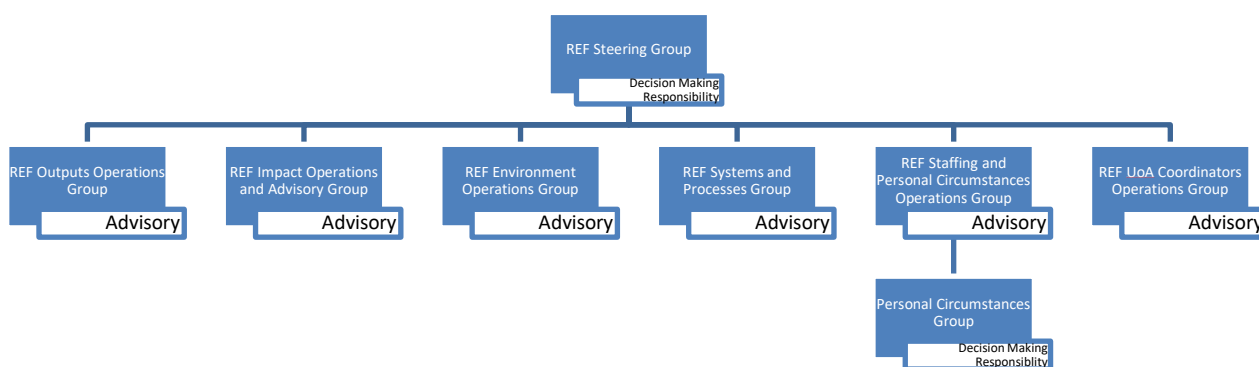 REF Steering Group
Decision Making
Responsibility
REF Outputs Operations
Group
Advisory
REF Impact Operations
and Advisory Group
Advisory
REF Environment
Operations Group
Advisory
REF Systems and
Processes Group
Advisory
REF Staffing and
Personal Circumstances
Operations Group
Advisory
REF UoA Coordinators
Operations Group
Advisory
Personal Circumstances
Group
Decision Making
Responsiblity